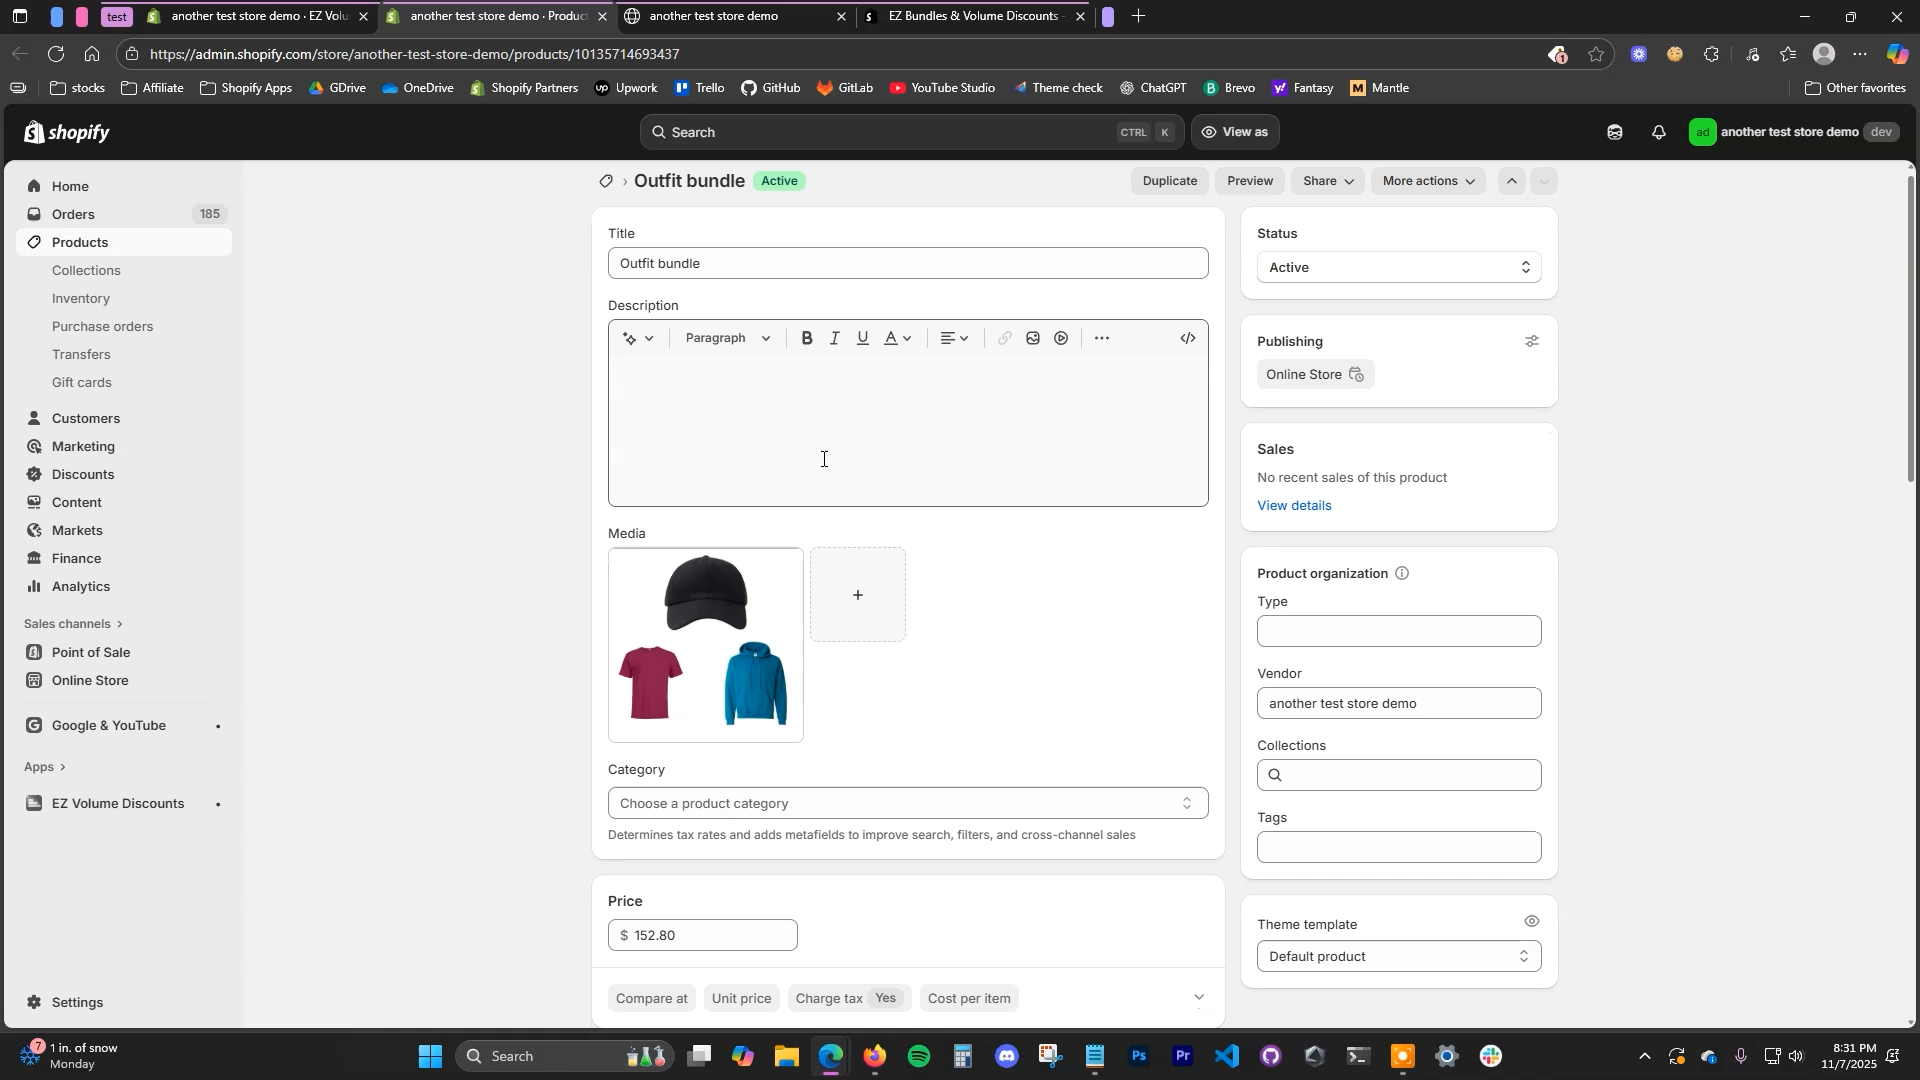 test
another test store demo · EZ Volu
another test store demo · Produc
another test store demo
EZ Bundles & Volume Discounts
https://admin.shopify.com/store/another-test-store-demo/products/10135714693437
1
stocks
Affiliate
Shopify Apps
GDrive
OneDrive
Shopify Partners
up
Upwork
Trello
GitHub
GitLab
YouTube Studio
Theme check
ChatGPT
B
Brevo
Fantasy
M
Mantle
Other favorites
shopify
Search
CTRL
K
View as
ad
another test store demo
dev
Home
Orders
185
Products
Collections
Inventory
Purchase orders
Transfers
Gift cards
Customers
Marketing
Discounts
Content
Markets
Finance
Analytics
Sales channels
Point of Sale
Online Store
Google & YouTube
Apps
EZ Volume Discounts
Settings
Outfit bundle
Active
Duplicate
Preview
Share
More actions
Title
Outfit bundle
Description
Paragraph
B
I
U
A
Media
Category
Choose a product category
Determines tax rates and adds metafields to improve search, filters, and cross-channel sales
Price
$ 152.80
Compare at
Unit price
Charge tax Yes
Cost per item
Status
Active
Publishing
Online Store
Sales
No recent sales of this product
View details
Product organization
Type
Vendor
another test store demo
Collections
Tags
Theme template
Default product
7
1 in. of snow
Monday
Search
Ps
Pr
8:31 PM
11/7/2025